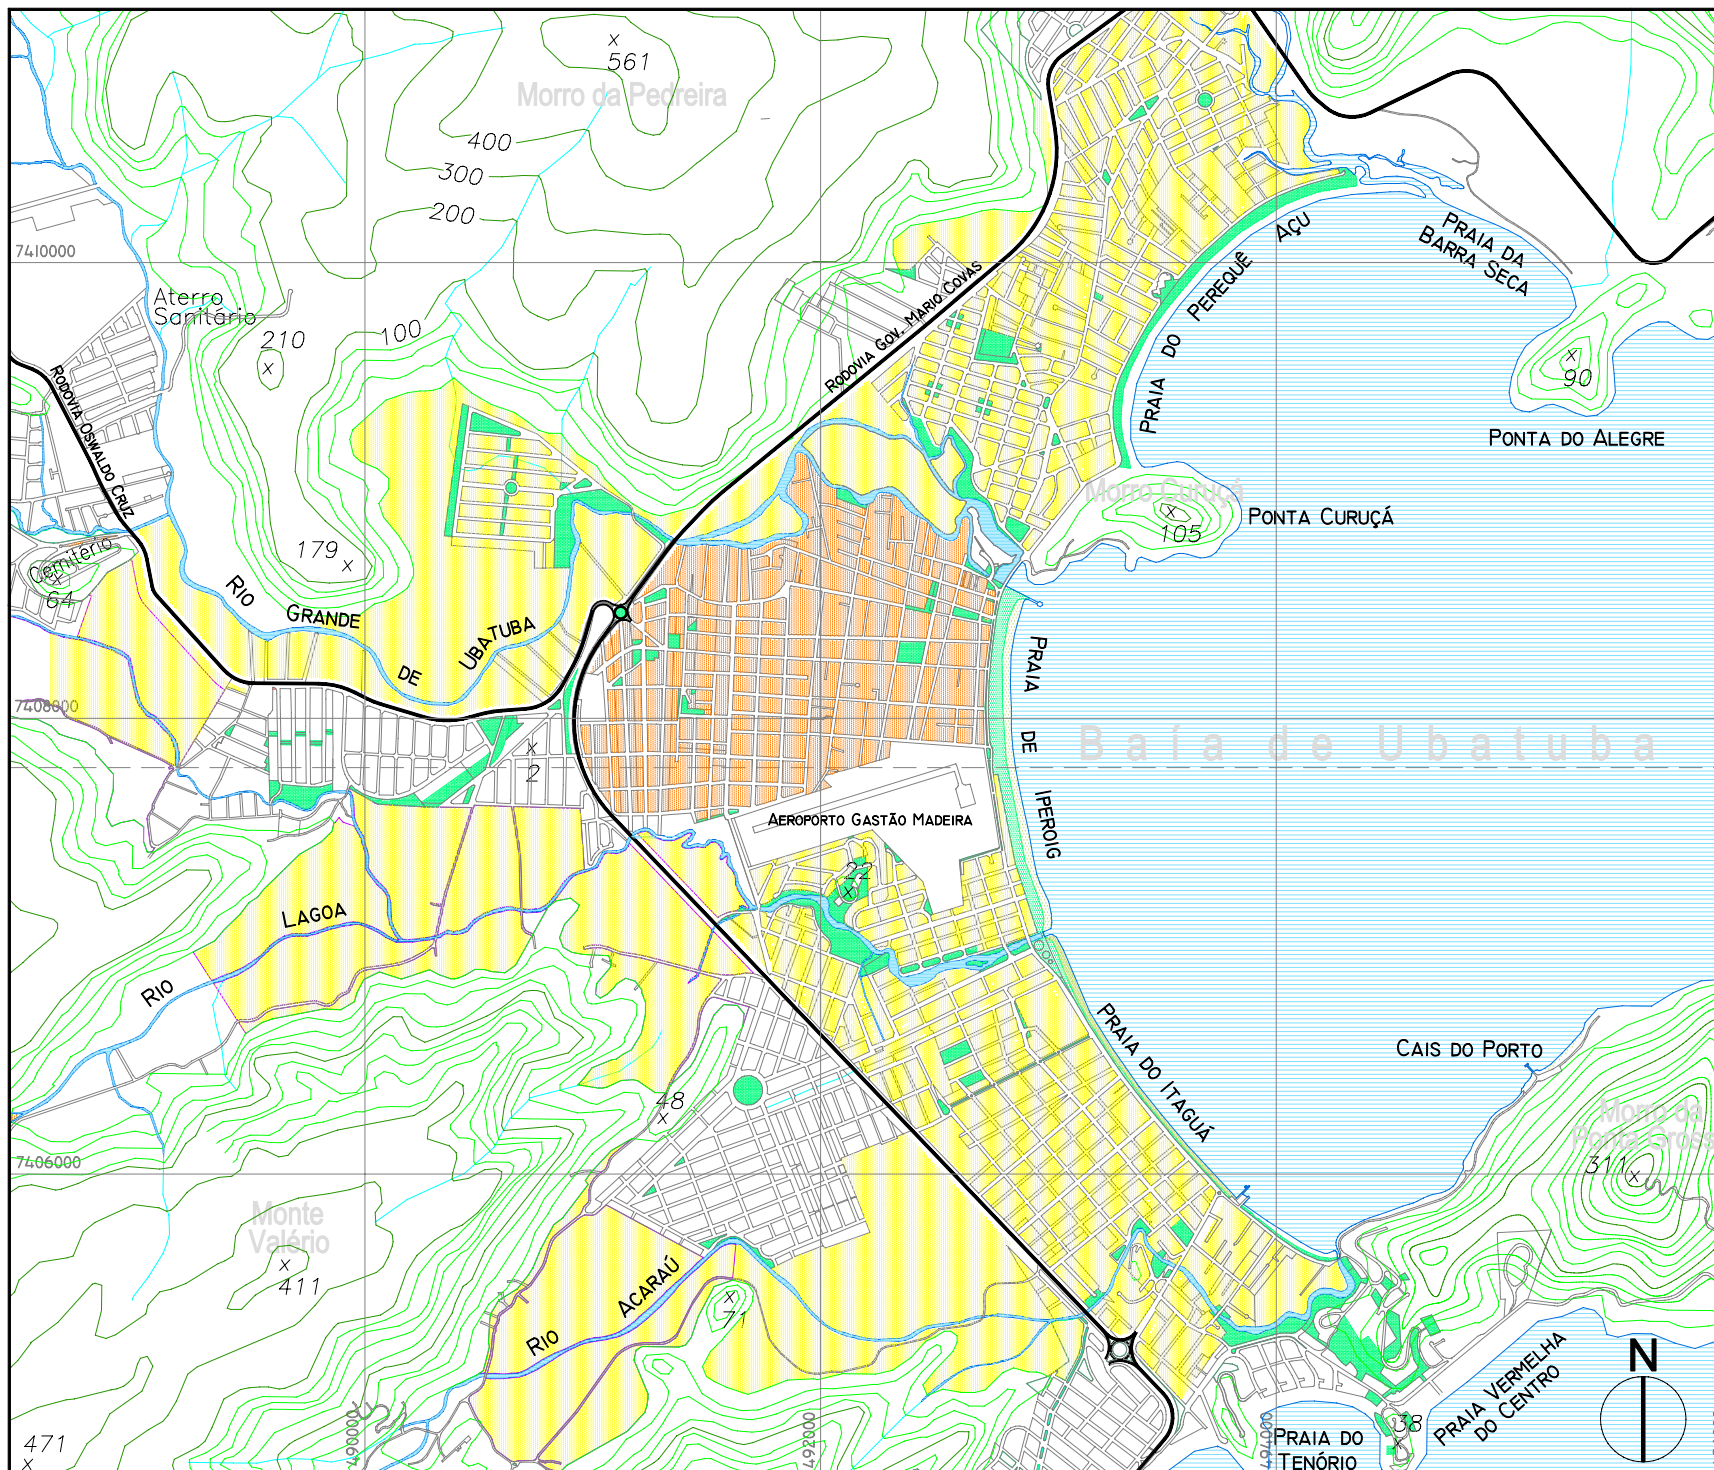 561
Morro da Pedreira
400
300
200
7410000
Aterro
Sanitário
210
100
RODOVIA OSWALDO CRUZ
RODOVIA GOV. MARIO COVAS
PRAIA DO PEREQUÊ AÇU
PRAIA DA
BARRA SECA
90
PONTA DO ALEGRE
Morro Curuçá
105
PONTA CURUÇÁ
179
Cemitério
64
RIO GRANDE DE UBATUBA
7408000
2
PRAIA DE IPEROIG
Baía de Ubatuba
AEROPORTO GASTÃO MADEIRA
22
RIO LAGOA
PRAIA DO ITAGUÁ
CAIS DO PORTO
48
Morro da
Ponta Gross
311
7406000
Monte
Valério
411
RIO ACARAÚ
71
471
490000
492000
494000
PRAIA DO
TENÓRIO
38
PRAIA VERMELHA
DO CENTRO
N